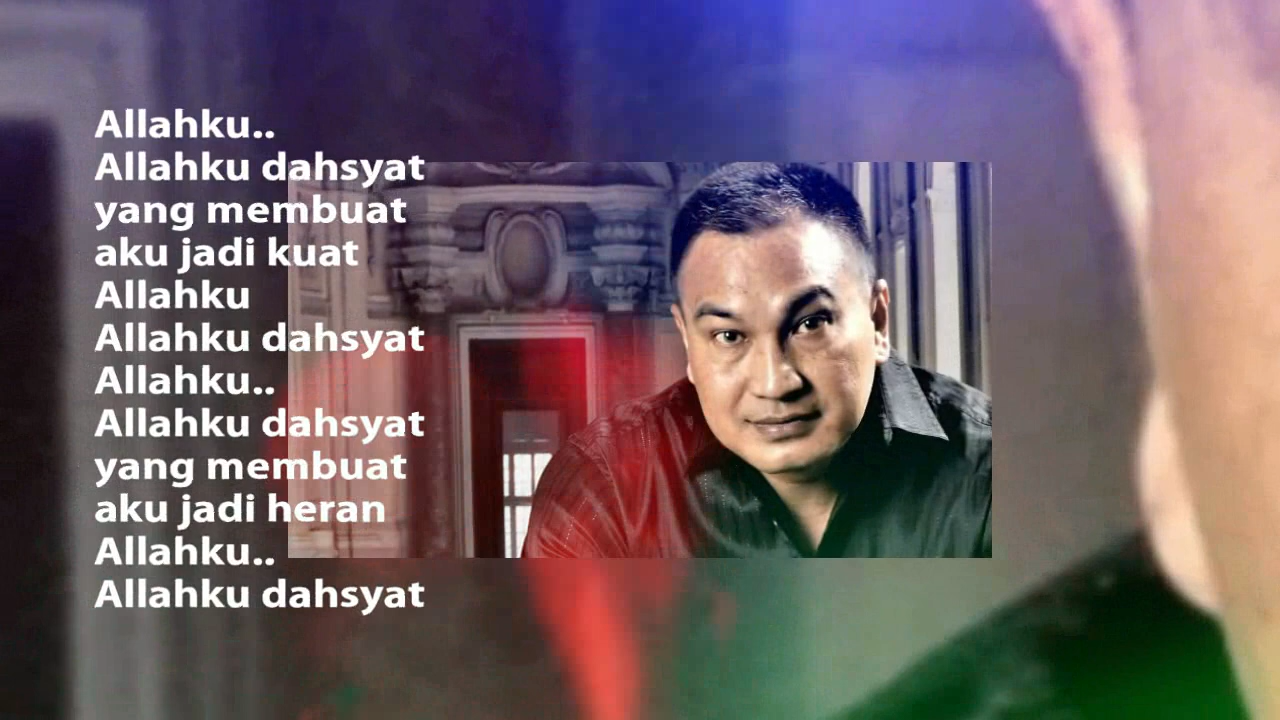 Allahku..
Allahku dahsyat
yang membuat
aku jadi kuat
Allahku
Allahku dahsyat
Allahku..
Allahku dahsyat
yang membuat
aku jadi heran
Allahku..
Allahku dahsyat